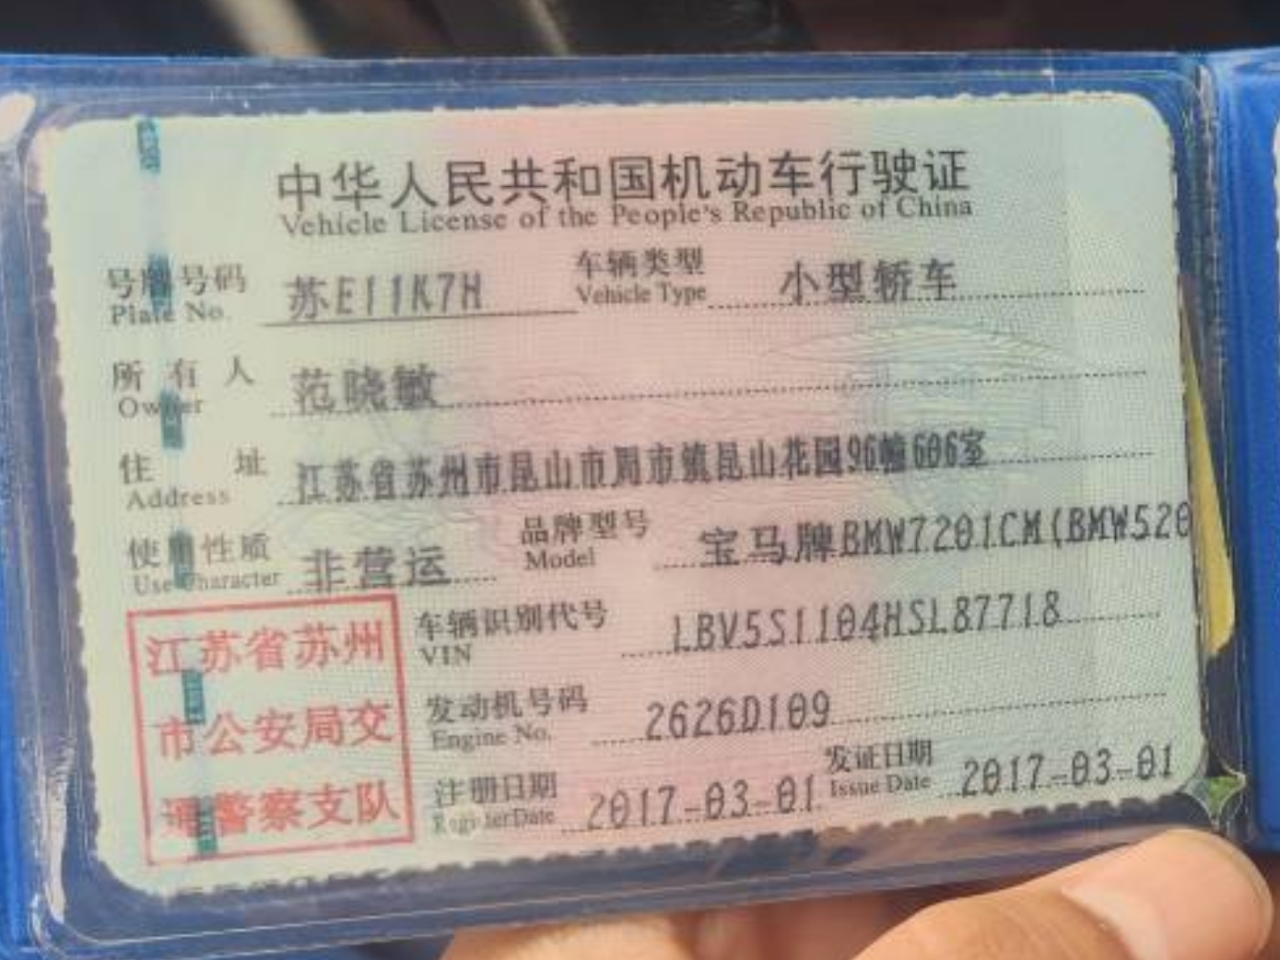 中华人民共和国机动车行驶证
Vehicle License of the People's Republic of China
号牌号码 苏E11K7H 车辆类型 小型轿车
Plate No. Vehicle Type
所有人 范晓敏
Owner
住址 江苏省苏州市昆山市周市镇昆山花园96幢606室
Address
使用性质 非营运 品牌型号 宝马牌BMW7201CM(BMW520
Use Character Model
江苏省苏州 车辆识别代号 LBV5S1104HSL87718
VIN
市公安局交 发动机号码 2626D109
Engine No.
通警察支队 注册日期 2017-03-01 发证日期 2017-03-01
Register Date Issue Date